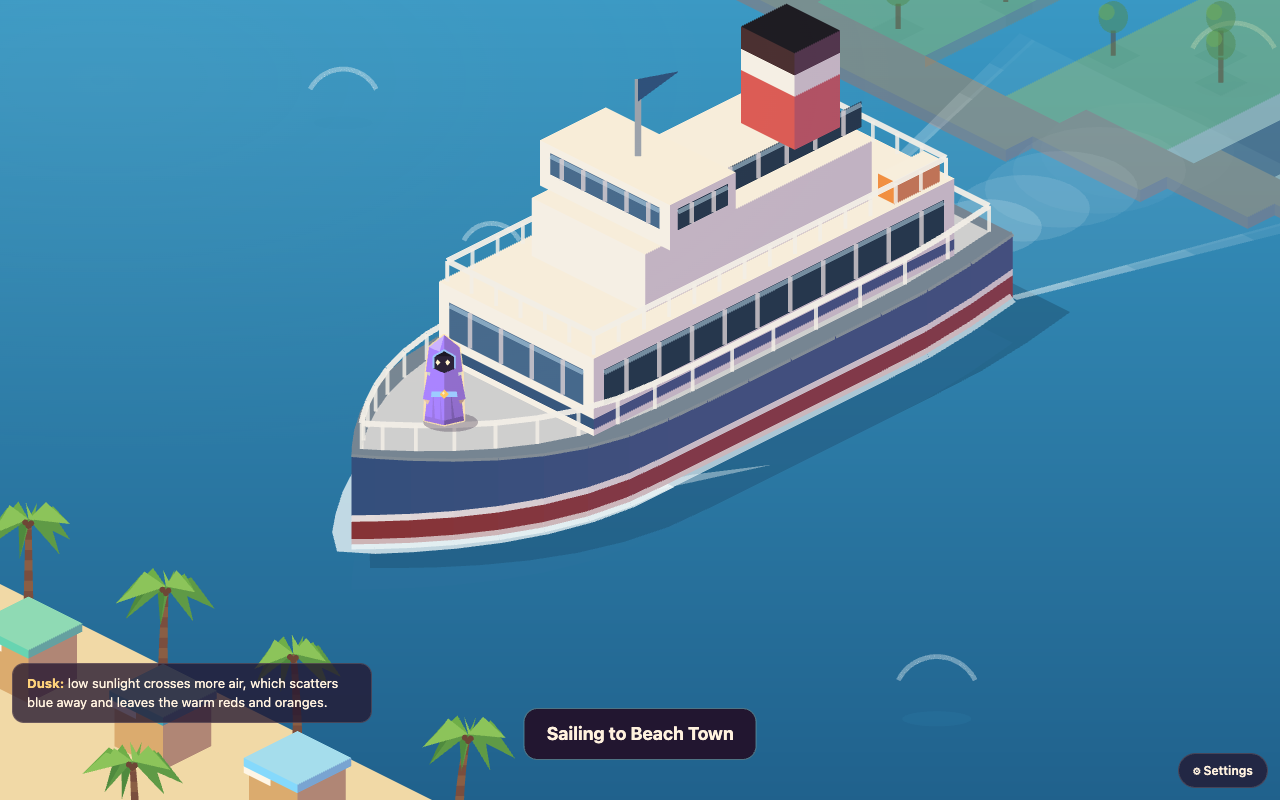 Dusk: low sunlight crosses more air, which scatters
blue away and leaves the warm reds and oranges.
Sailing to Beach Town
⚙ Settings